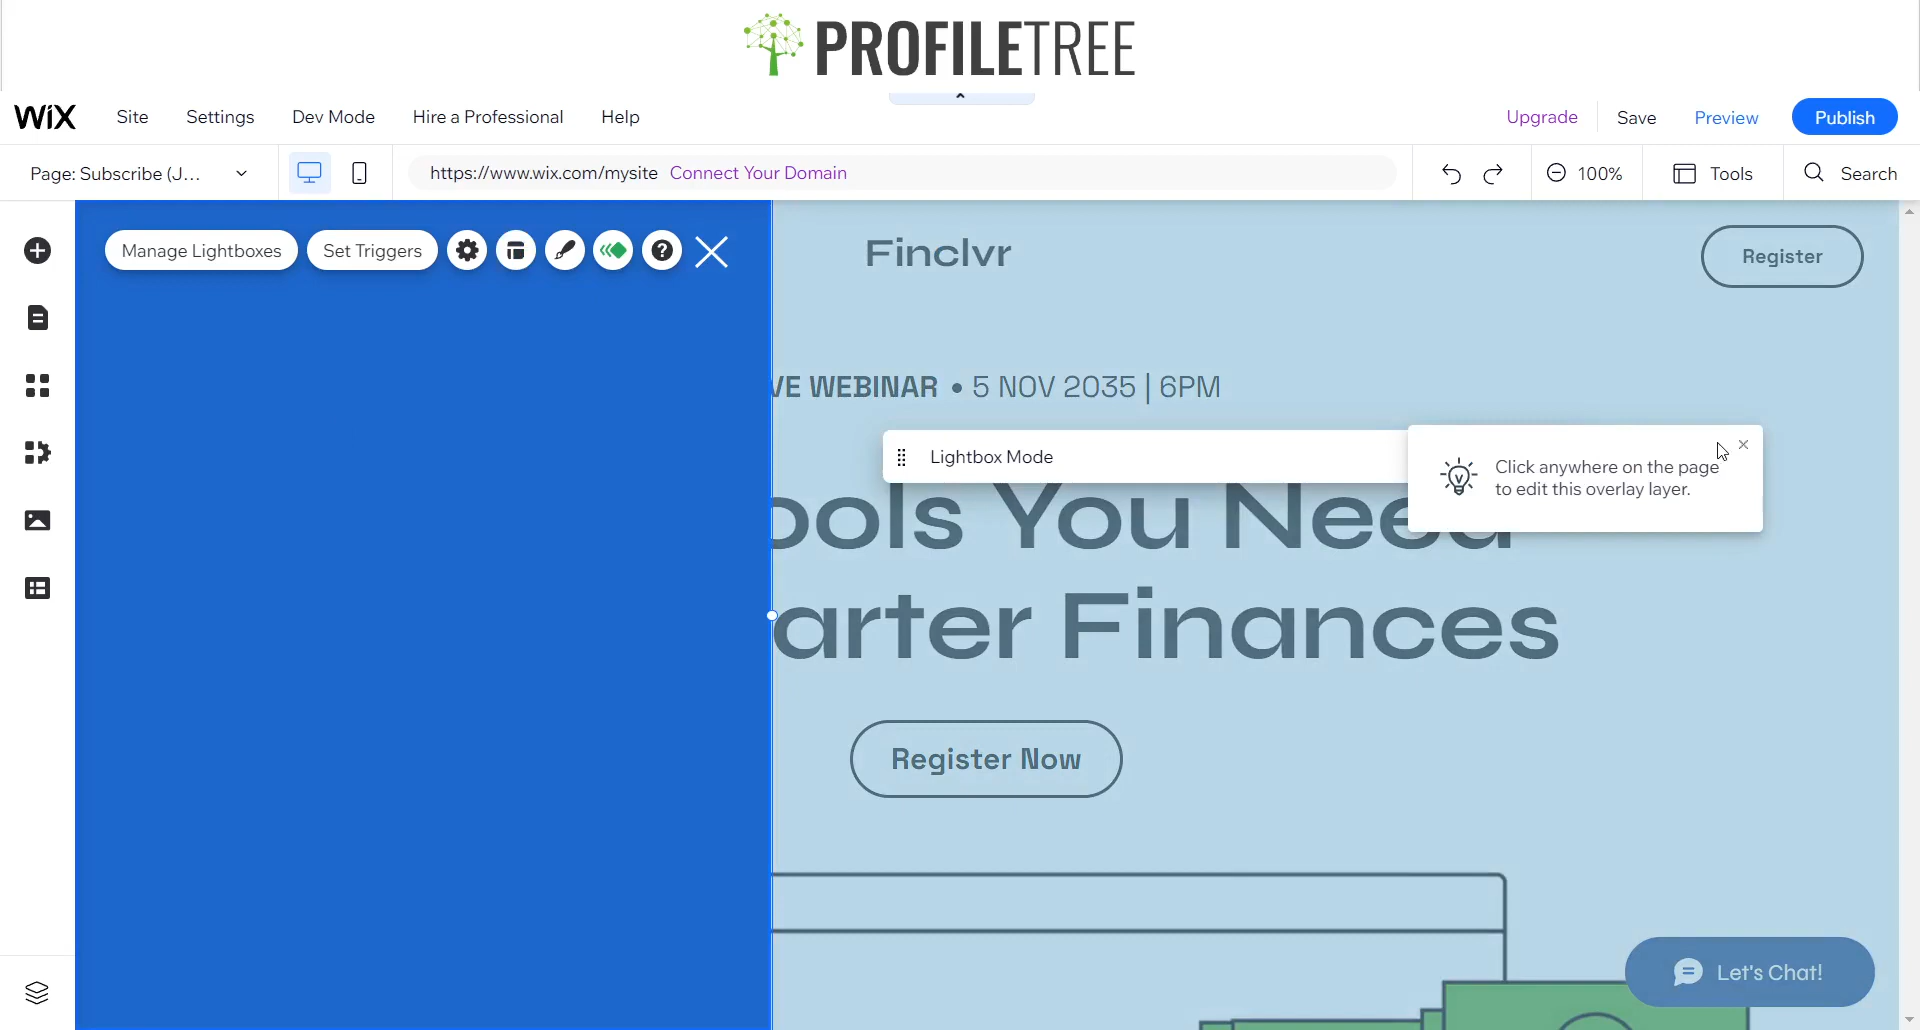 PROFILETREE
WIX Site Settings Dev Mode Hire a Professional Help Upgrade Save Preview Publish
Page: Subscribe (J... https://www.wix.com/mysite Connect Your Domain 100% Tools Search
Manage Lightboxes Set Triggers
Finclvr
Register
VE WEBINAR • 5 NOV 2035 | 6PM
Lightbox Mode
Click anywhere on the page
to edit this overlay layer.
ools You Need
arter Finances
Register Now
Let's Chat!